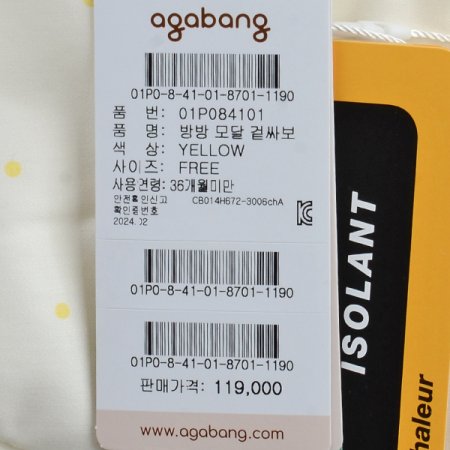 agabang
01P0-8-41-01-8701-1190
품 번: 01P084101
품 명: 방방 모달 겉싸보
색 상: YELLOW
사이즈: FREE
사용연령: 36개월미만
안전확인신고
확인증번호 CB014H672-3006chA
2024.02
01P0-8-41-01-8701-1190
01P0-8-41-01-8701-1190
판매가격: 119,000
www.agabang.com
ISOLANT
haleur